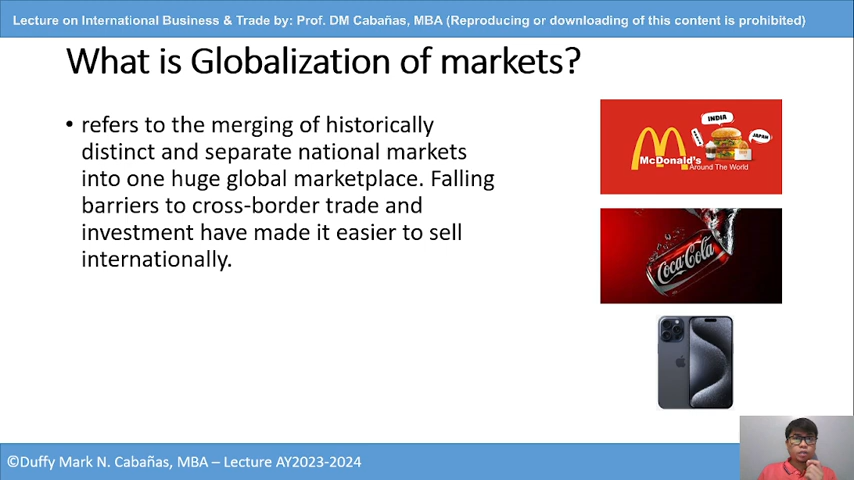 Lecture on International Business & Trade by: Prof. DM Cabañas, MBA (Reproducing or downloading of this content is prohibited)
What is Globalization of markets?
• refers to the merging of historically
distinct and separate national markets
into one huge global marketplace. Falling
barriers to cross-border trade and
investment have made it easier to sell
internationally.
INDIA
JAPAN
McDonald's
Around The World
Coca-Cola
©Duffy Mark N. Cabañas, MBA – Lecture AY2023-2024